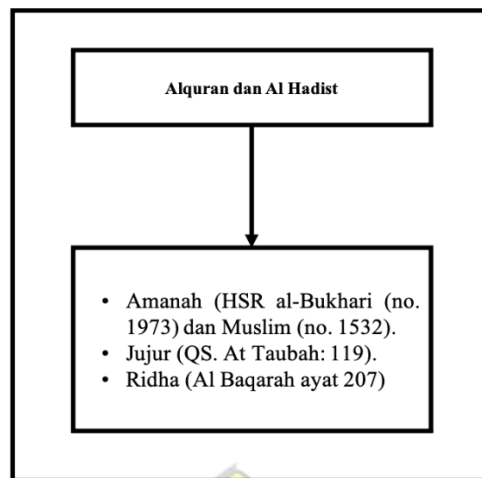 Alquran dan Al Hadist
• Amanah (HSR al-Bukhari (no.
1973) dan Muslim (no. 1532).
• Jujur (QS. At Taubah: 119).
• Ridha (Al Baqarah ayat 207)